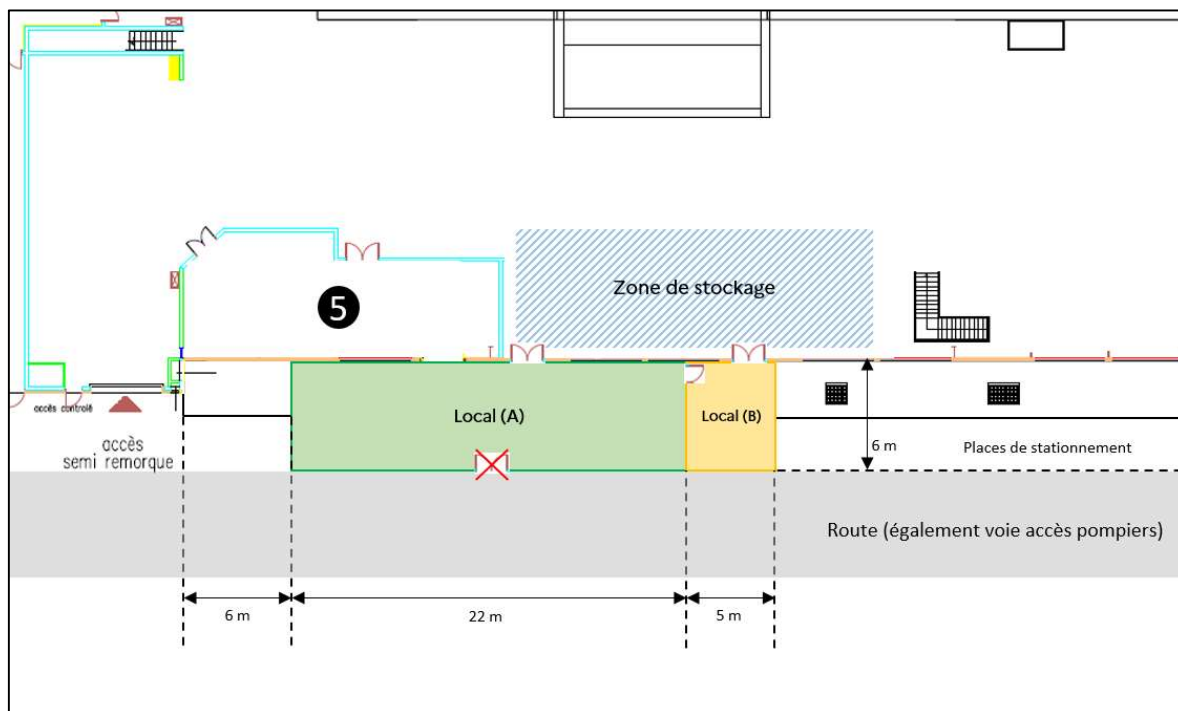 5
Zone de stockage
accès contrôlé
accès
semi remorque
Local (A)
Local (B)
6 m
Places de stationnement
Route (également voie accès pompiers)
6 m
22 m
5 m